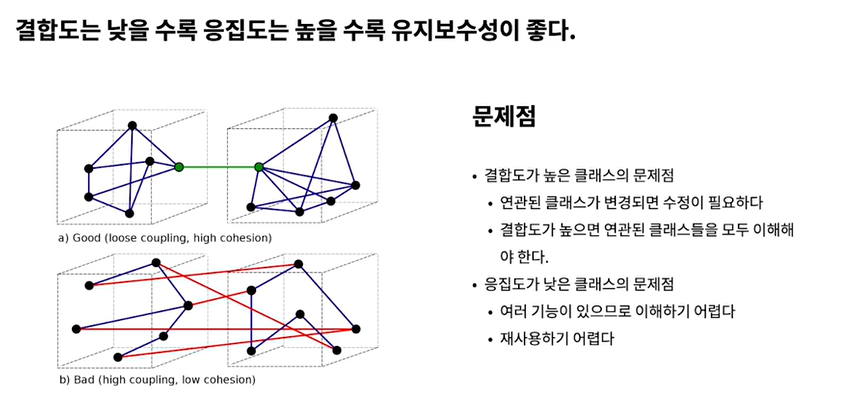 결합도는 낮을 수록 응집도는 높을 수록 유지보수성이 좋다.
a) Good (loose coupling, high cohesion)
b) Bad (high coupling, low cohesion)
문제점
• 결합도가 높은 클래스의 문제점
• 연관된 클래스가 변경되면 수정이 필요하다
• 결합도가 높으면 연관된 클래스들을 모두 이해해
야 한다.
• 응집도가 낮은 클래스의 문제점
• 여러 기능이 있으므로 이해하기 어렵다
• 재사용하기 어렵다